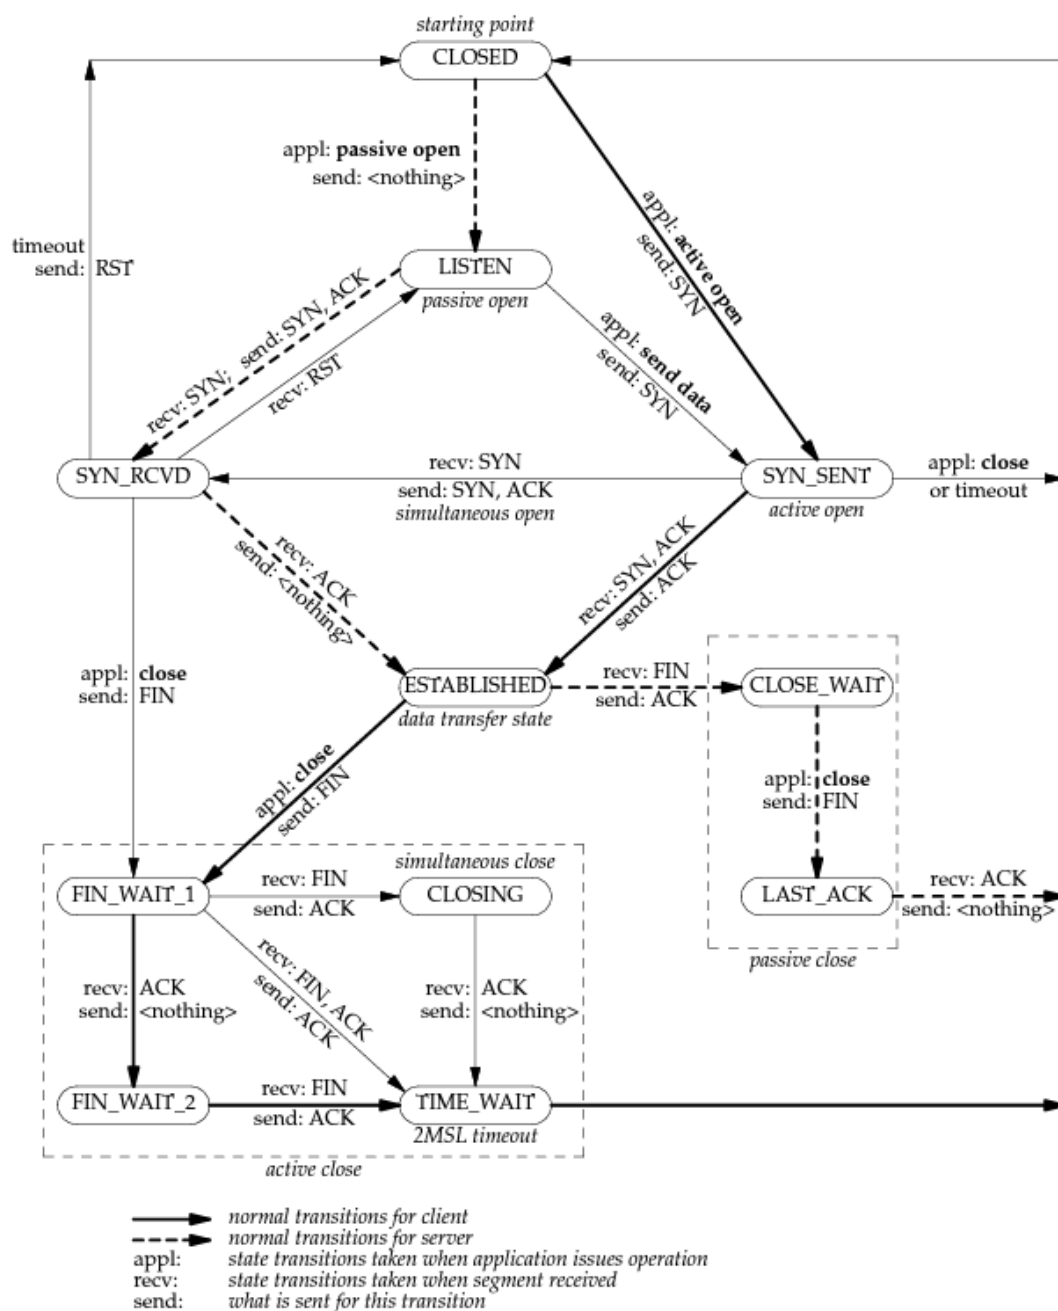 starting point
CLOSED
appl: passive open
send: <nothing>
appl: active open
send: SYN
timeout
send: RST
LISTEN
passive open
recv: SYN; send: SYN, ACK
recv: RST
appl: send data
send: SYN
SYN_RCVD
recv: SYN
send: SYN, ACK
simultaneous open
SYN_SENT
active open
appl: close
or timeout
recv: ACK
send: <nothing>
recv: SYN, ACK
send: ACK
appl: close
send: FIN
ESTABLISHED
data transfer state
recv: FIN
send: ACK
CLOSE_WAIT
appl: close
send: FIN
appl: close
send: FIN
simultaneous close
FIN_WAIT_1
recv: FIN
send: ACK
CLOSING
LAST_ACK
recv: ACK
send: <nothing>
passive close
recv: ACK
send: <nothing>
recv: FIN, ACK
send: ACK
recv: ACK
send: <nothing>
FIN_WAIT_2
recv: FIN
send: ACK
TIME_WAIT
2MSL timeout
active close
normal transitions for client
normal transitions for server
appl: state transitions taken when application issues operation
recv: state transitions taken when segment received
send: what is sent for this transition